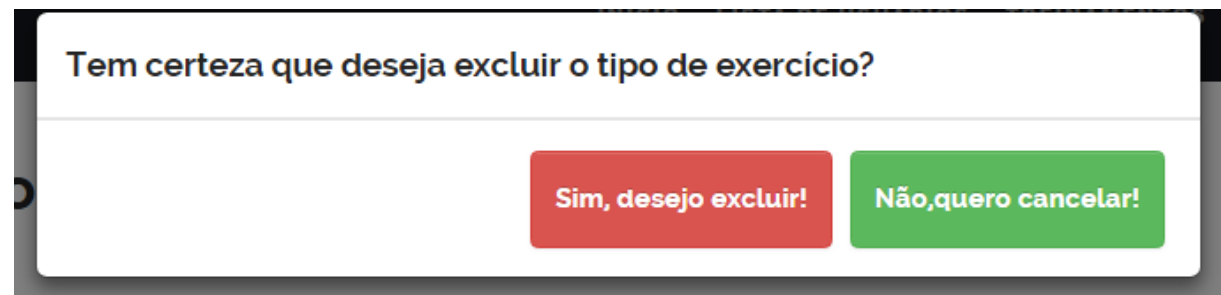 Tem certeza que deseja excluir o tipo de exercício?
Sim, desejo excluir!
Não,quero cancelar!